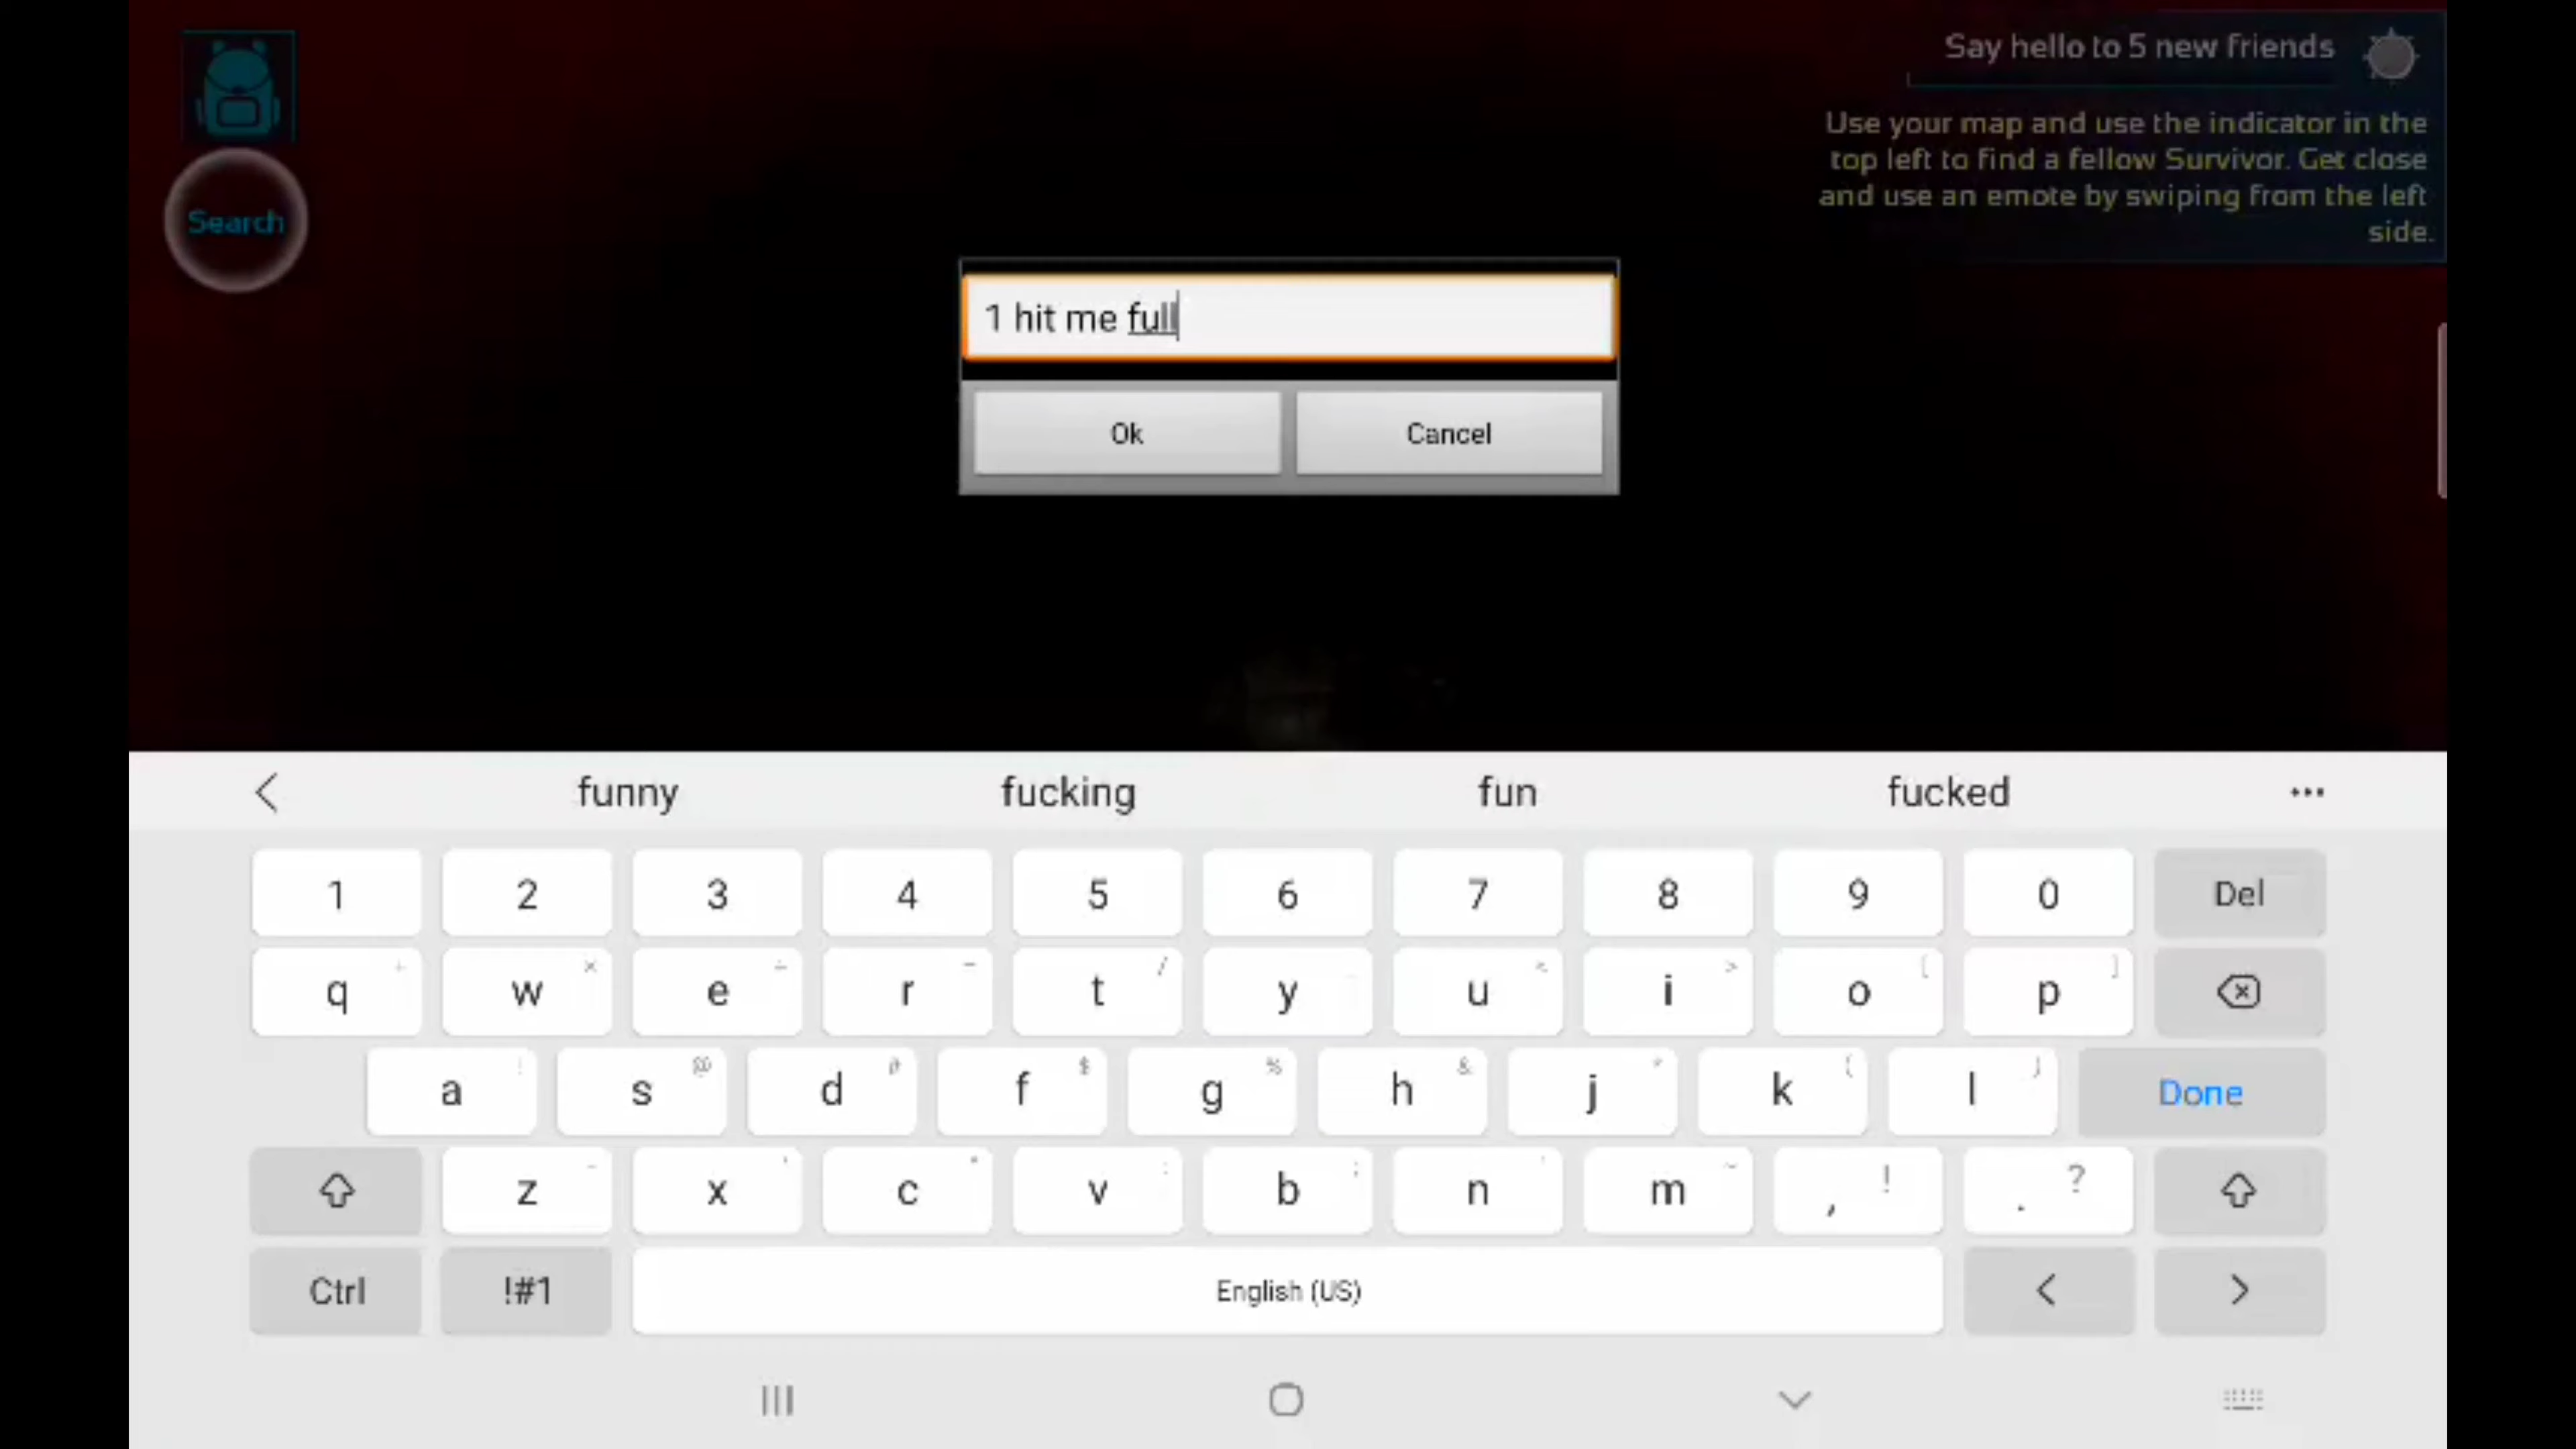 Say hello to 5 new friends
Use your map and use the indicator in the
top left to find a fellow Survivor. Get close
and use an emote by swiping from the left
side.
Search
1 hit me full
Ok Cancel
funny fucking fun fucked ...
1 2 3 4 5 6 7 8 9 0 Del
q w e r t y u i o p
a s d f g h j k l Done
z x c v b n m , ! . ?
Ctrl !#1 English (US) < >